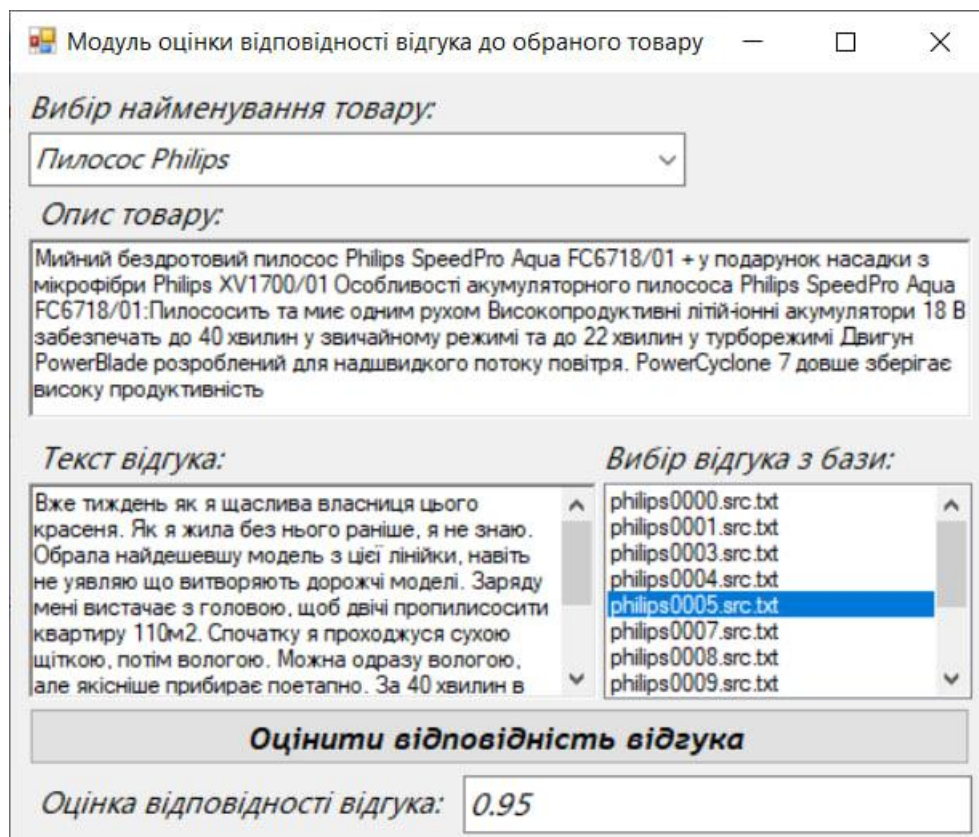 Модуль оцінки відповідності відгука до обраного товару
Вибір найменування товару:
Пилосос Philips
Опис товару:
Мийний бездротовий пилосос Philips SpeedPro Aqua FC6718/01 + у подарунок насадки з
мікрофібри Philips XV1700/01 Особливості акумуляторного пилососа Philips SpeedPro Aqua
FC6718/01:Пилососить та миє одним рухом Високопродуктивні літій-іонні акумулятори 18 В
забезпечать до 40 хвилин у звичайному режимі та до 22 хвилин у турборежимі Двигун
PowerBlade розроблений для надшвидкого потоку повітря. PowerCyclone 7 довше зберігає
високу продуктивність
Текст відгука:
Вже тиждень як я щаслива власниця цього
красеня. Як я жила без нього раніше, я не знаю.
Обрала найдешевшу модель з цієї лінійки, навіть
не уявляю що витворяють дорожчі моделі. Заряду
мені вистачає з головою, щоб двічі пропилисосити
квартиру 110м2. Спочатку я проходжуся сухою
щіткою, потім вологою. Можна одразу вологою,
але якісніше прибирає поетапно. За 40 хвилин в
Вибір відгука з бази:
philips0000.src.txt
philips0001.src.txt
philips0003.src.txt
philips0004.src.txt
philips0005.src.txt
philips0007.src.txt
philips0008.src.txt
philips0009.src.txt
Оцінити відповідність відгука
Оцінка відповідності відгука:
0.95